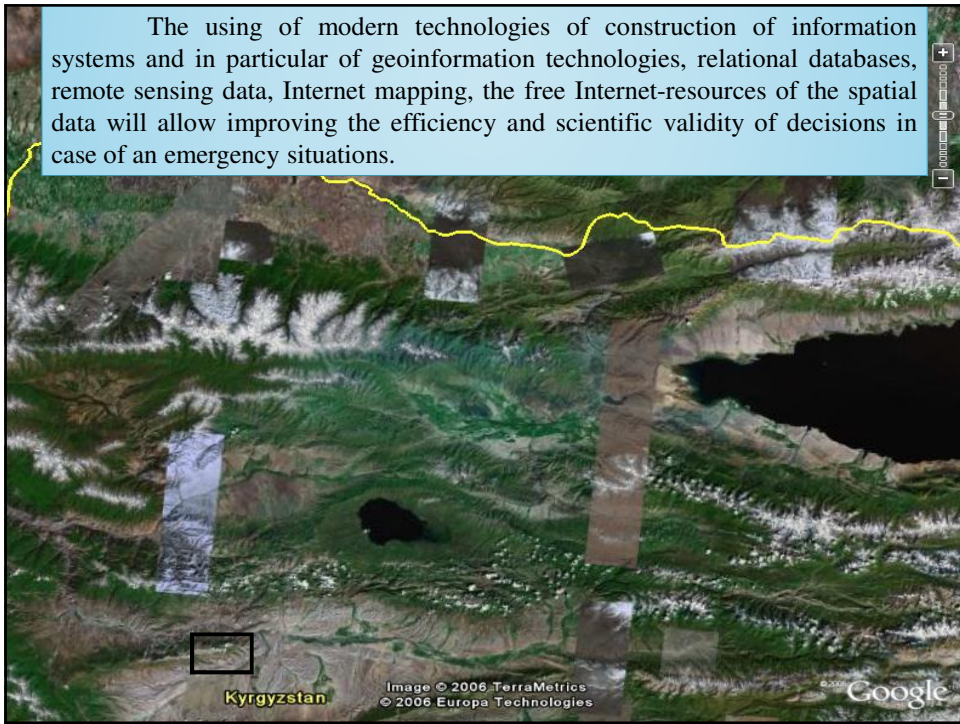 The using of modern technologies of construction of information
systems and in particular of geoinformation technologies, relational databases,
remote sensing data, Internet mapping, the free Internet-resources of the spatial
data will allow improving the efficiency and scientific validity of decisions in
case of an emergency situations.
Kyrgyzstan
Image © 2006 TerraMetrics
© 2006 Europa Technologies
Google